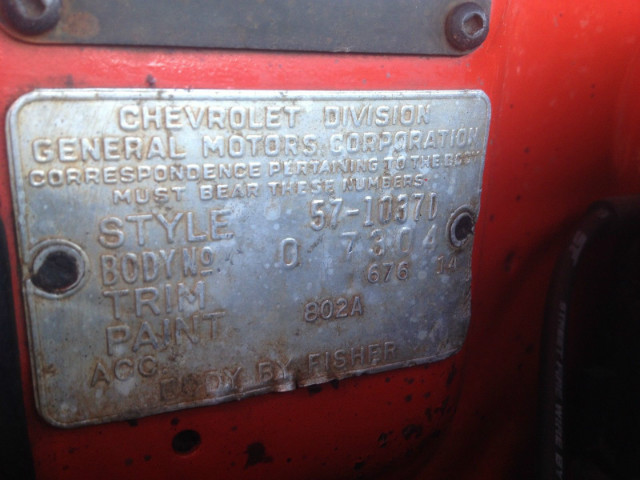 CHEVROLET DIVISION
GENERAL MOTORS CORPORATION
CORRESPONDENCE PERTAINING TO THE BODY
MUST BEAR THESE NUMBERS
STYLE 57-1037D
BODY NO 0 7304
TRIM 676 14
PAINT 802A
ACC.
BODY BY FISHER